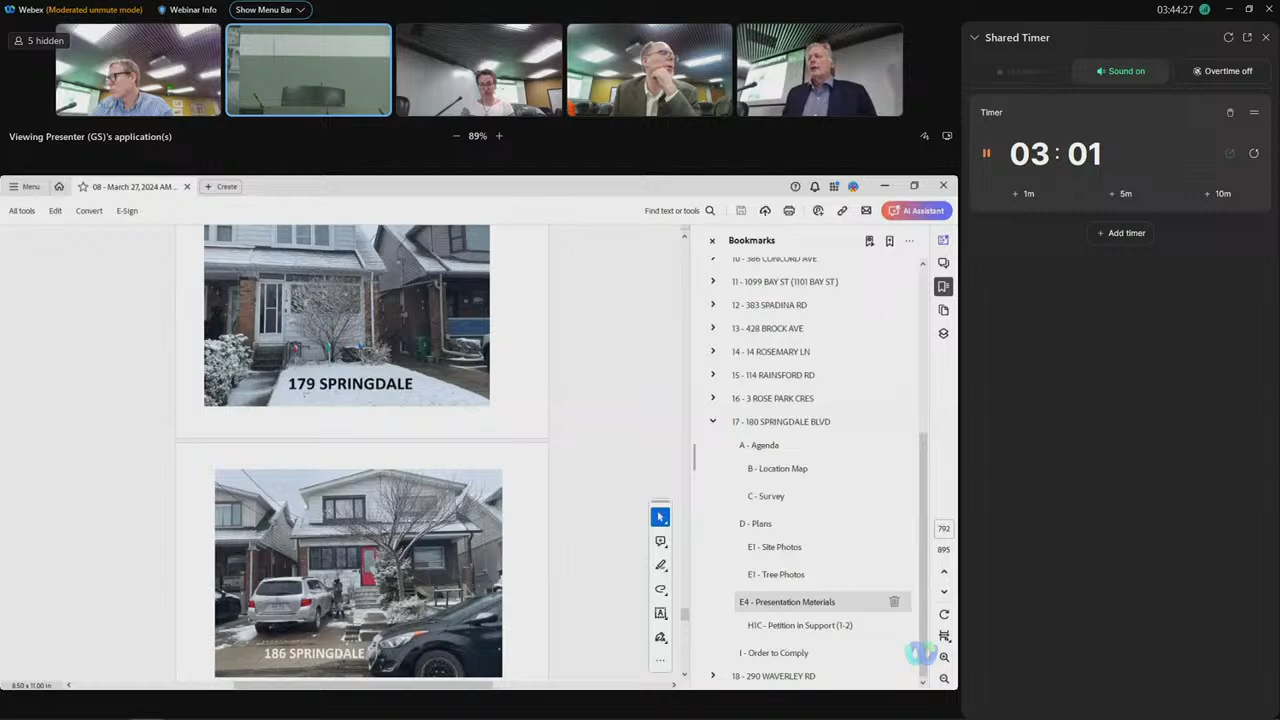 Webex (Moderated unmute mode) Webinar Info Show Menu Bar 03:44:27
5 hidden
Viewing Presenter (GS)'s application(s) 89%
Menu 08 - March 27, 2024 AM ... Create
All tools Edit Convert E-Sign Find text or tools AI Assistant
179 SPRINGDALE
186 SPRINGDALE
8.50 x 11.00 in
Bookmarks
10 - 386 CONCORD AVE
11 - 1099 BAY ST (1101 BAY ST)
12 - 383 SPADINA RD
13 - 428 BROCK AVE
14 - 14 ROSEMARY LN
15 - 114 RAINSFORD RD
16 - 3 ROSE PARK CRES
17 - 180 SPRINGDALE BLVD
A - Agenda
B - Location Map
C - Survey
D - Plans
E1 - Site Photos
E1 - Tree Photos
E4 - Presentation Materials
H1C - Petition in Support (1-2)
I - Order to Comply
18 - 290 WAVERLEY RD
792
895
Shared Timer
Sound on Overtime off
Timer
03 : 01
+ 1m + 5m + 10m
+ Add timer